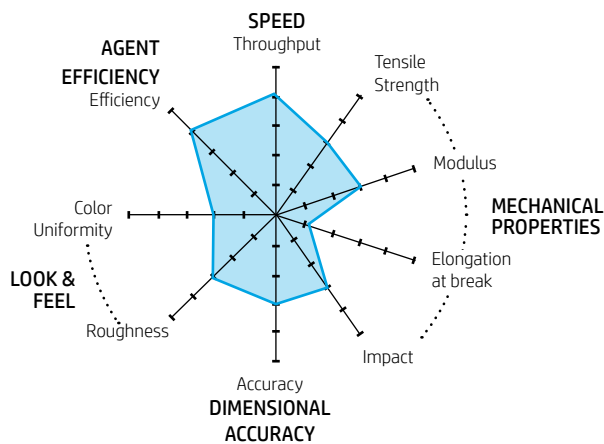 SPEED
Throughput
AGENT
EFFICIENCY
Efficiency
Tensile
Strength
Modulus
MECHANICAL
PROPERTIES
Color
Uniformity
Elongation
at break
LOOK &
FEEL
Roughness
Impact
Accuracy
DIMENSIONAL
ACCURACY